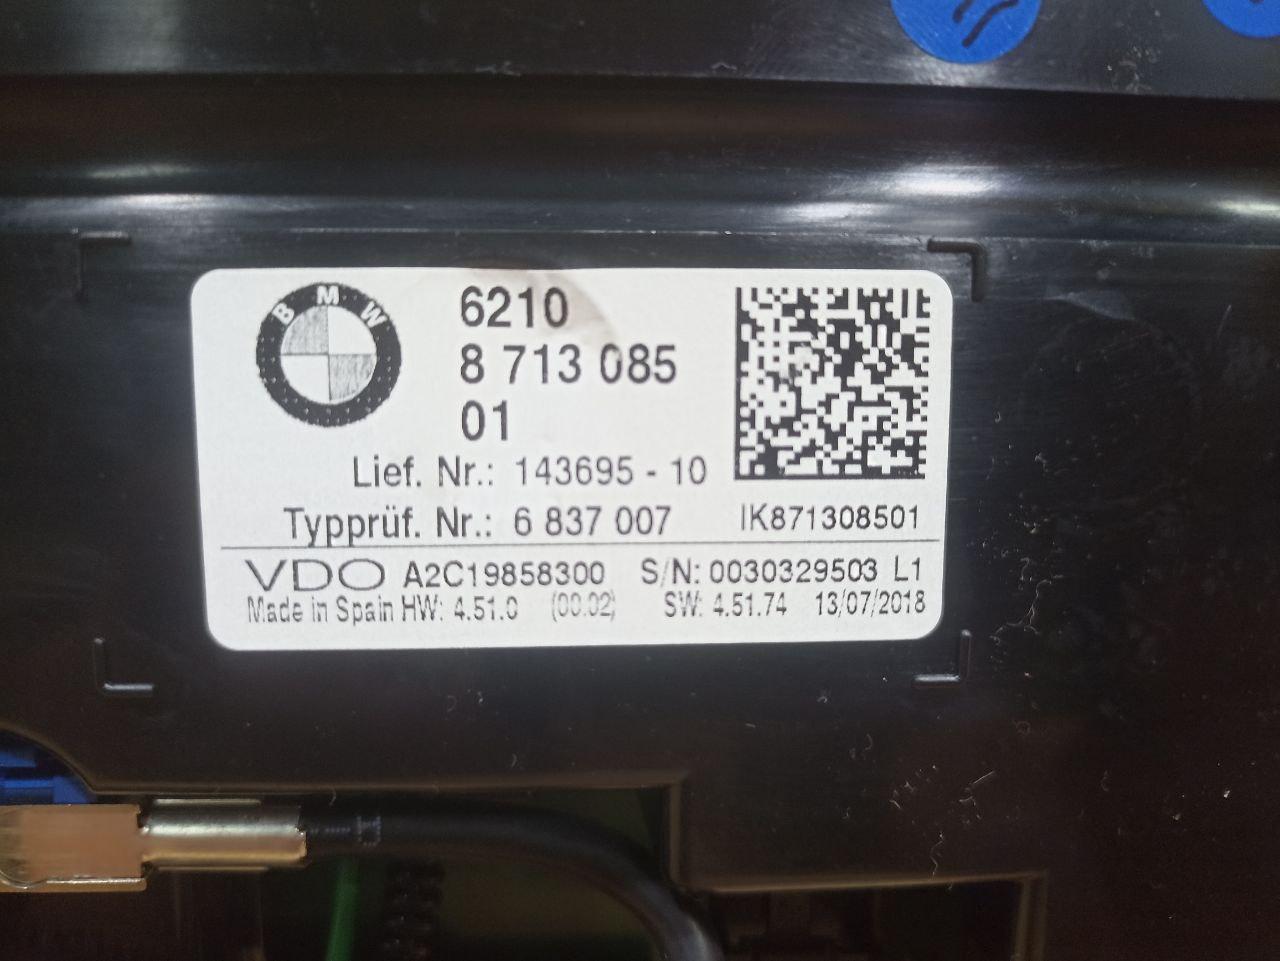 BMW
6210
8 713 085
01
Lief. Nr.: 143695 - 10
Typprüf. Nr.: 6 837 007
IK871308501
VDO A2C19858300 S/N: 0030329503 L1
Made in Spain HW: 4.51.0 (00.02) SW: 4.51.74 13/07/2018